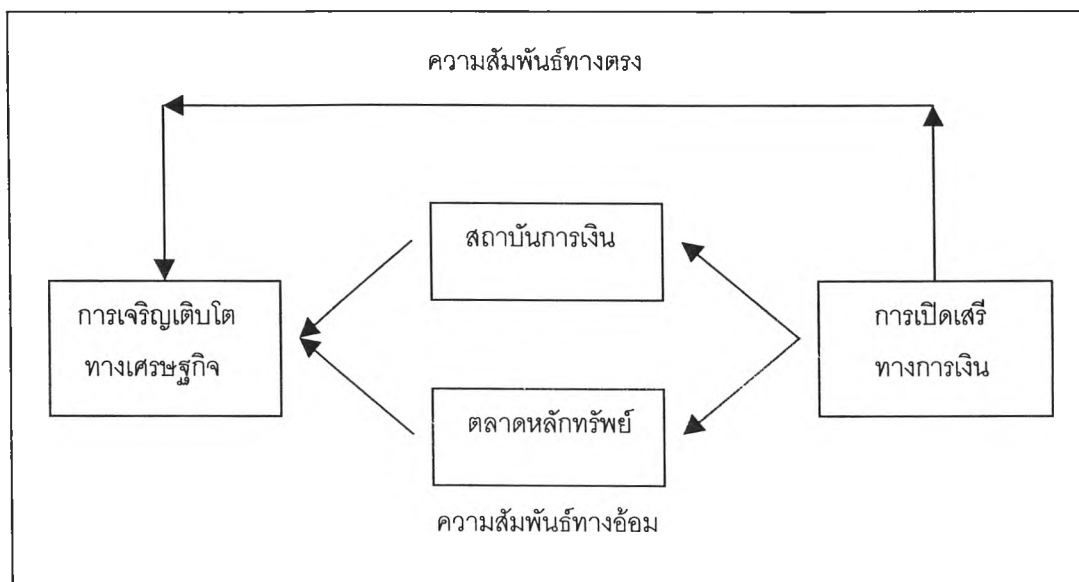 ความสัมพันธ์ทางตรง
สถาบันการเงิน
การเจริญเติบโต
ทางเศรษฐกิจ
การเปิดเสรี
ทางการเงิน
ตลาดหลักทรัพย์
ความสัมพันธ์ทางอ้อม